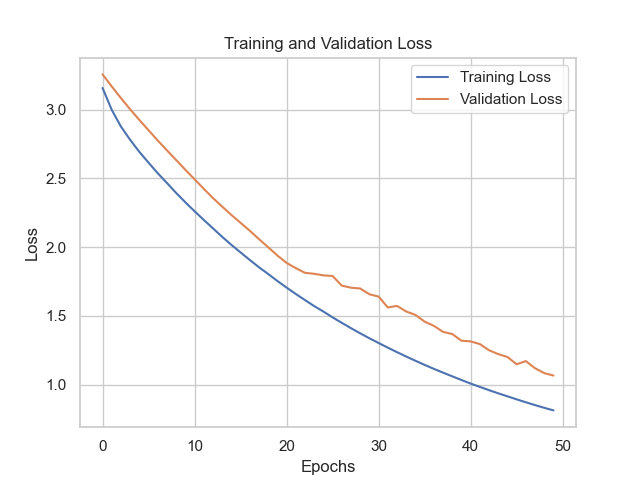 Training and Validation Loss
Training Loss
Validation Loss
3.0
2.5
2.0
1.5
1.0
Loss
0 10 20 30 40 50
Epochs